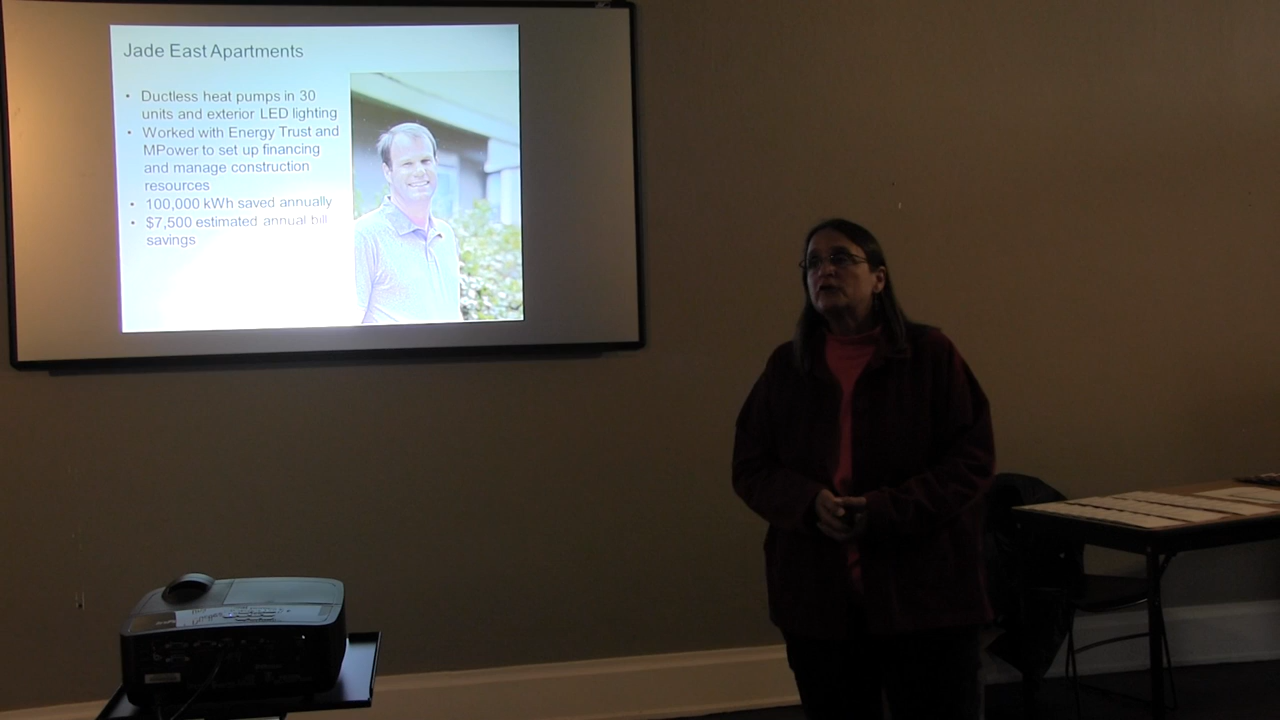 Jade East Apartments
• Ductless heat pumps in 30
units and exterior LED lighting
• Worked with Energy Trust and
MPower to set up financing
and manage construction
resources
• 100,000 kWh saved annually
• $7,500 estimated annual bill
savings